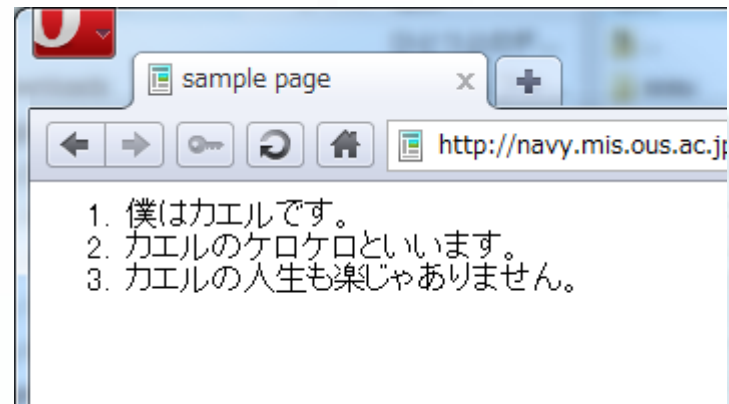 sample page
http://navy.mis.ous.ac.jp
1. 僕はカエルです。
2. カエルのケロケロといいます。
3. カエルの人生も楽じゃありません。